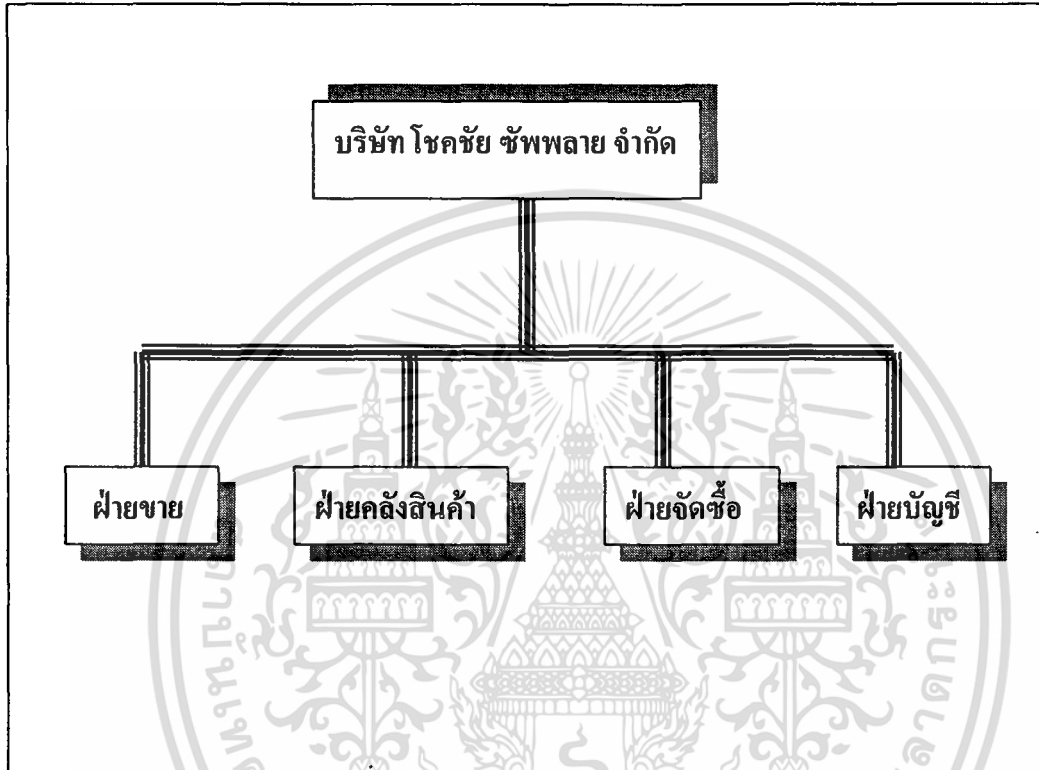 บริษัท โชคชัย ซัพพลาย จำกัด
ฝ่ายขาย
ฝ่ายคลังสินค้า
ฝ่ายจัดซื้อ
ฝ่ายบัญชี